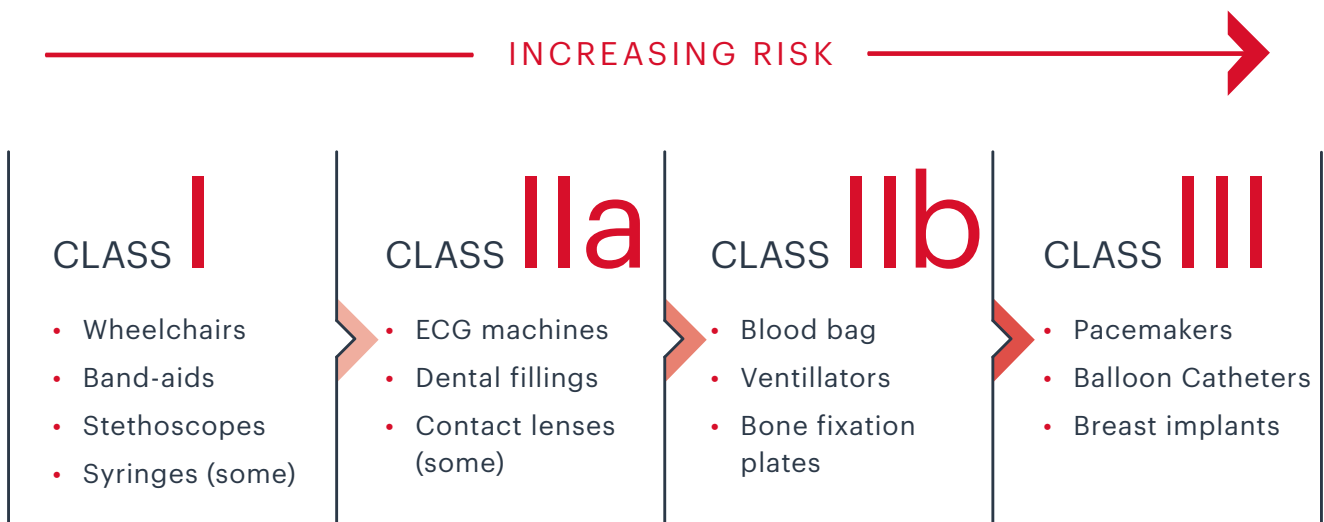 INCREASING RISK
CLASS I
• Wheelchairs
• Band-aids
• Stethoscopes
• Syringes (some)
CLASS IIa
• ECG machines
• Dental fillings
• Contact lenses
(some)
CLASS IIb
• Blood bag
• Ventillators
• Bone fixation
plates
CLASS III
• Pacemakers
• Balloon Catheters
• Breast implants